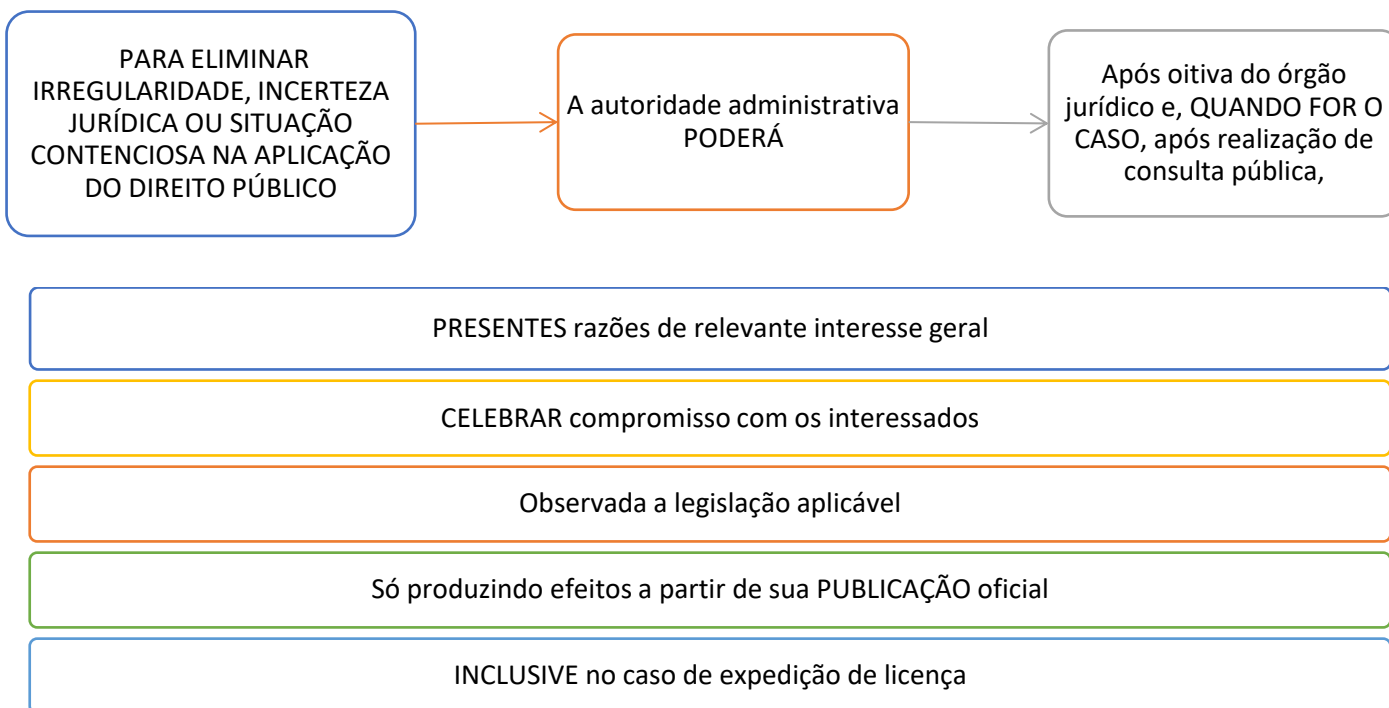 PARA ELIMINAR
IRREGULARIDADE, INCERTEZA
JURÍDICA OU SITUAÇÃO
CONTENCIOSA NA APLICAÇÃO
DO DIREITO PÚBLICO
A autoridade administrativa
PODERÁ
Após oitiva do órgão
jurídico e, QUANDO FOR O
CASO, após realização de
consulta pública,
PRESENTES razões de relevante interesse geral
CELEBRAR compromisso com os interessados
Observada a legislação aplicável
Só produzindo efeitos a partir de sua PUBLICAÇÃO oficial
INCLUSIVE no caso de expedição de licença